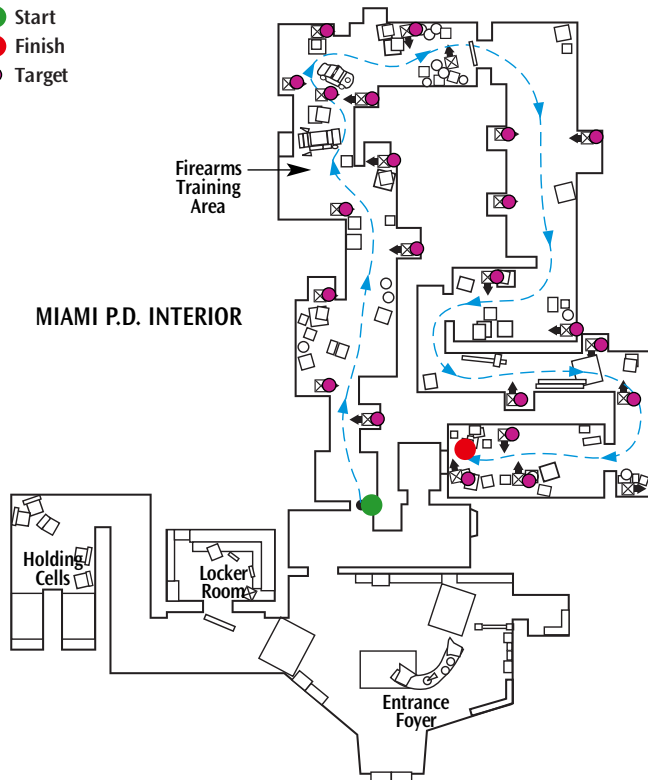 Start
Finish
Target
Firearms
Training
Area
MIAMI P.D. INTERIOR
Holding
Cells
Locker
Room
Entrance
Foyer